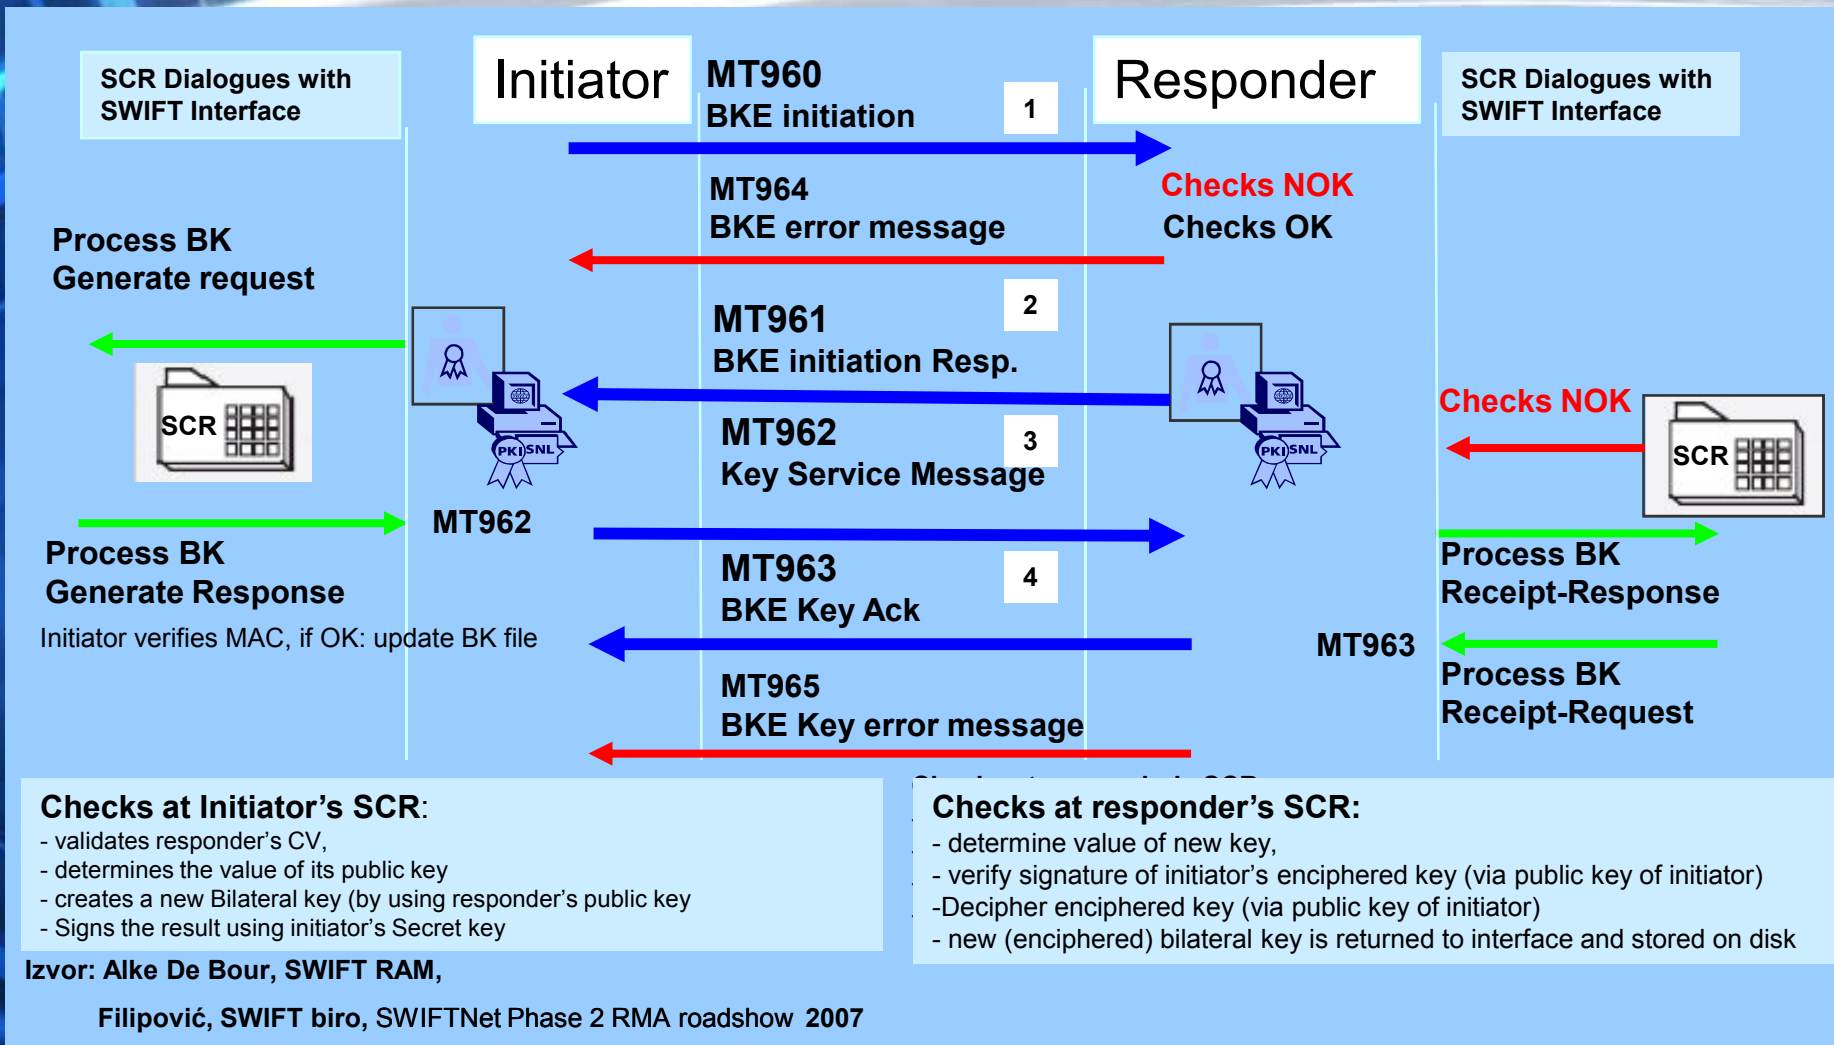 SCR Dialogues with
SWIFT Interface
Initiator
MT960
BKE initiation
1
Responder
SCR Dialogues with
SWIFT Interface
MT964
BKE error message
Checks NOK
Checks OK
Process BK
Generate request
2
MT961
BKE initiation Resp.
SCR
PKI
SNL
MT962
Key Service Message
3
PKI
SNL
Checks NOK
SCR
MT962
Process BK
Generate Response
MT963
BKE Key Ack
4
Process BK
Receipt-Response
Initiator verifies MAC, if OK: update BK file
MT963
Process BK
Receipt-Request
MT965
BKE Key error message
Checks at Initiator’s SCR:
- validates responder’s CV,
- determines the value of its public key
- creates a new Bilateral key (by using responder’s public key
- Signs the result using initiator’s Secret key
Checks at responder’s SCR:
- determine value of new key,
- verify signature of initiator’s enciphered key (via public key of initiator)
-Decipher enciphered key (via public key of initiator)
- new (enciphered) bilateral key is returned to interface and stored on disk
Izvor: Alke De Bour, SWIFT RAM,
Filipović, SWIFT biro, SWIFTNet Phase 2 RMA roadshow 2007